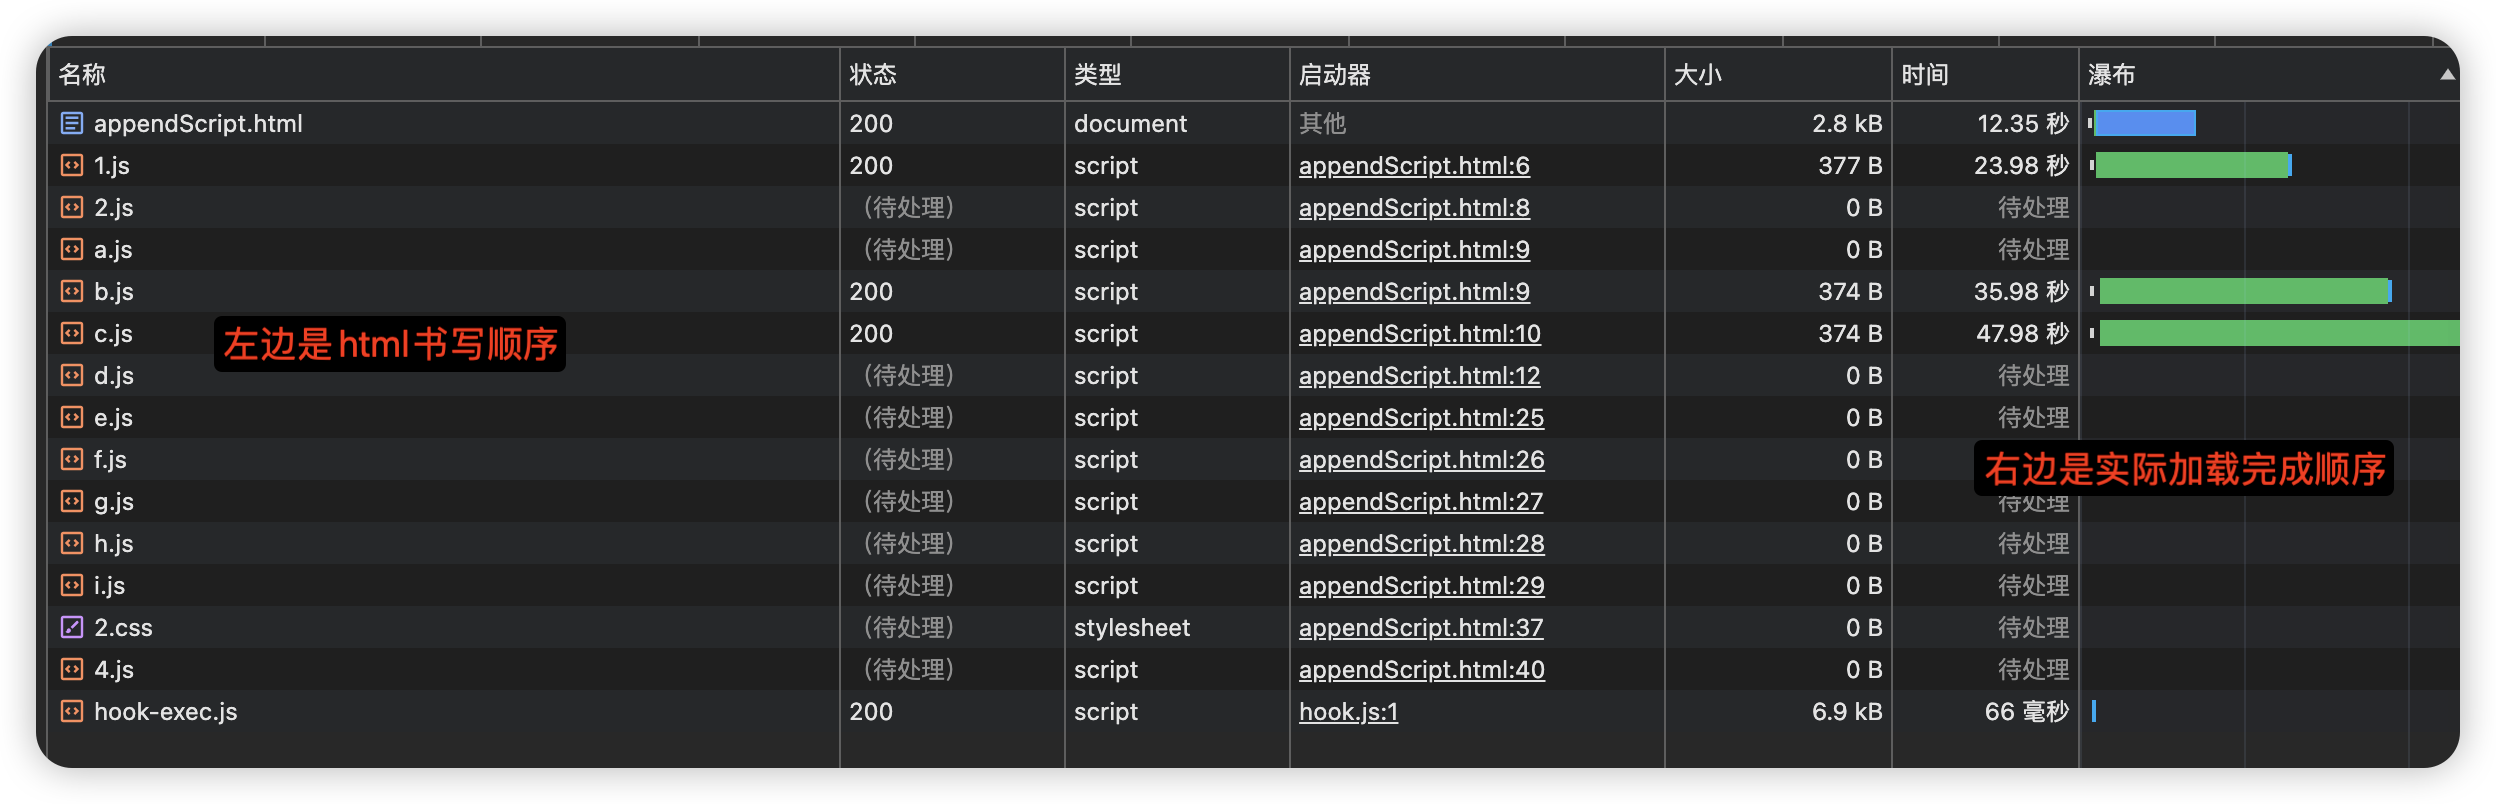 名称 状态 类型 启动器 大小 时间 瀑布
appendScript.html 200 document 其他 2.8 kB 12.35 秒
1.js 200 script appendScript.html:6 377 B 23.98 秒
2.js （待处理） script appendScript.html:8 0 B 待处理
a.js （待处理） script appendScript.html:9 0 B 待处理
b.js 200 script appendScript.html:9 374 B 35.98 秒
c.js 200 script appendScript.html:10 374 B 47.98 秒
左边是html书写顺序
d.js （待处理） script appendScript.html:12 0 B 待处理
e.js （待处理） script appendScript.html:25 0 B 待处理
f.js （待处理） script appendScript.html:26 0 B
右边是实际加载完成顺序
g.js （待处理） script appendScript.html:27 0 B 待处理
h.js （待处理） script appendScript.html:28 0 B 待处理
i.js （待处理） script appendScript.html:29 0 B 待处理
2.css （待处理） stylesheet appendScript.html:37 0 B 待处理
4.js （待处理） script appendScript.html:40 0 B 待处理
hook-exec.js 200 script hook.js:1 6.9 kB 66 毫秒